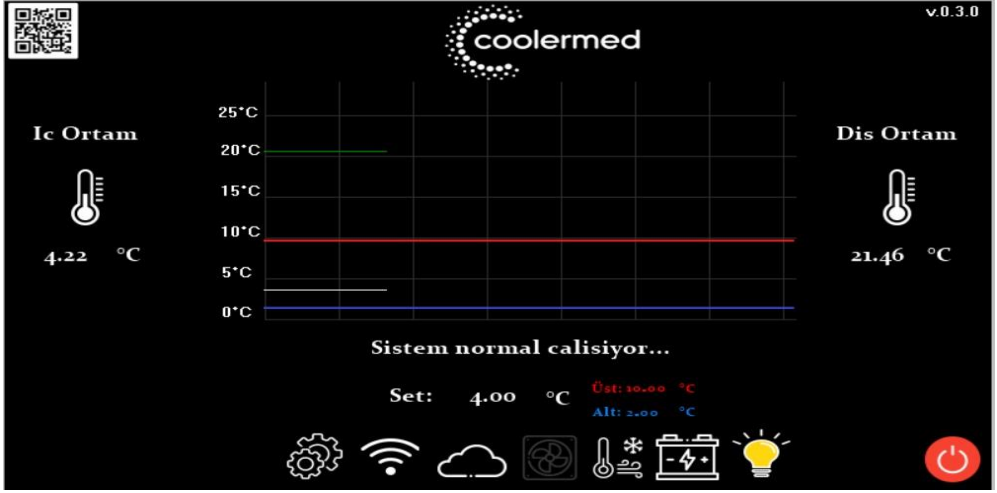 v.0.3.0
coolermed
Ic Ortam
4.22 °C
25°C
20°C
15°C
10°C
5°C
0°C
Dis Ortam
21.46 °C
Sistem normal calisiyor...
Set: 4.00 °C
Üst: 10.00 °C
Alt: 2.00 °C